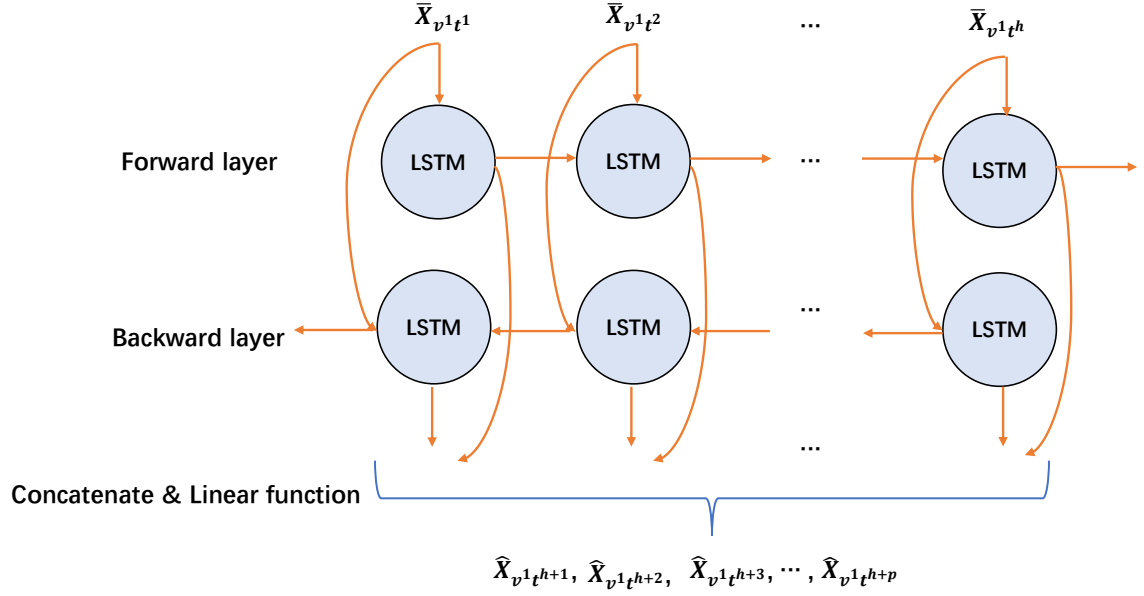 X̄_{v¹t¹} X̄_{v¹t²} ... X̄_{v¹t^h}
Forward layer LSTM LSTM ... LSTM
Backward layer LSTM LSTM ... LSTM
...
Concatenate & Linear function
X̂_{v¹t^{h+1}}, X̂_{v¹t^{h+2}}, X̂_{v¹t^{h+3}}, ⋯, X̂_{v¹t^{h+p}}